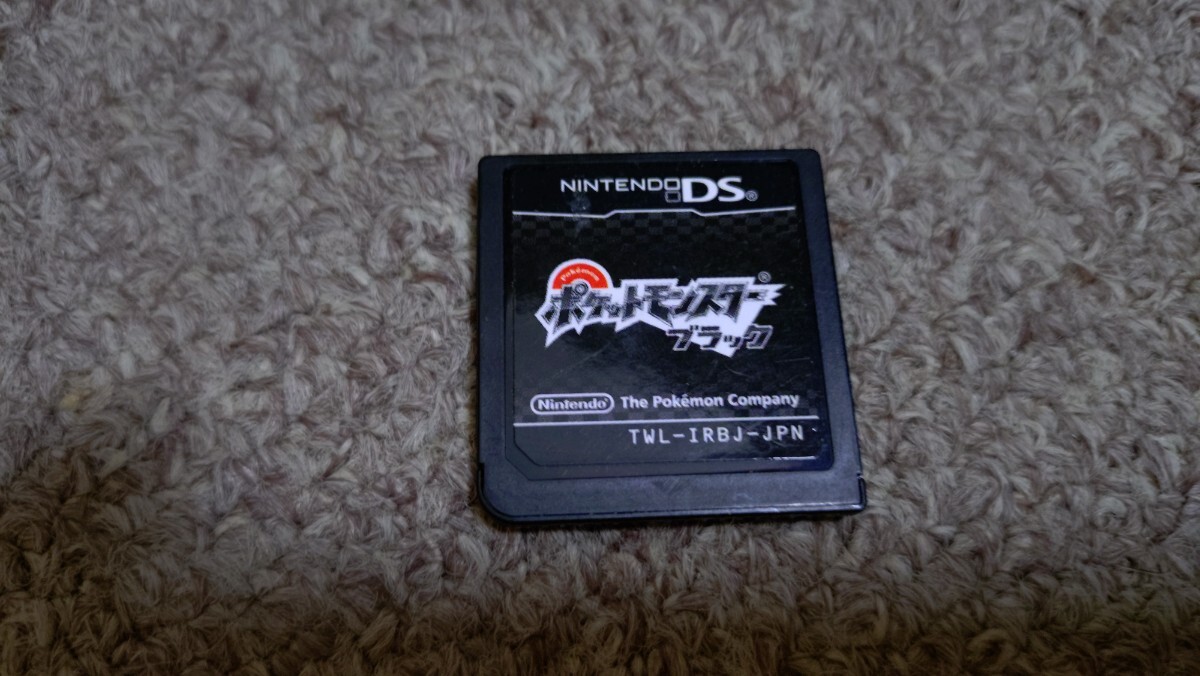 NINTENDO DS®
Pokémon
ポケットモンスター®
ブラック
Nintendo® The Pokémon Company
TWL-IRBJ-JPN